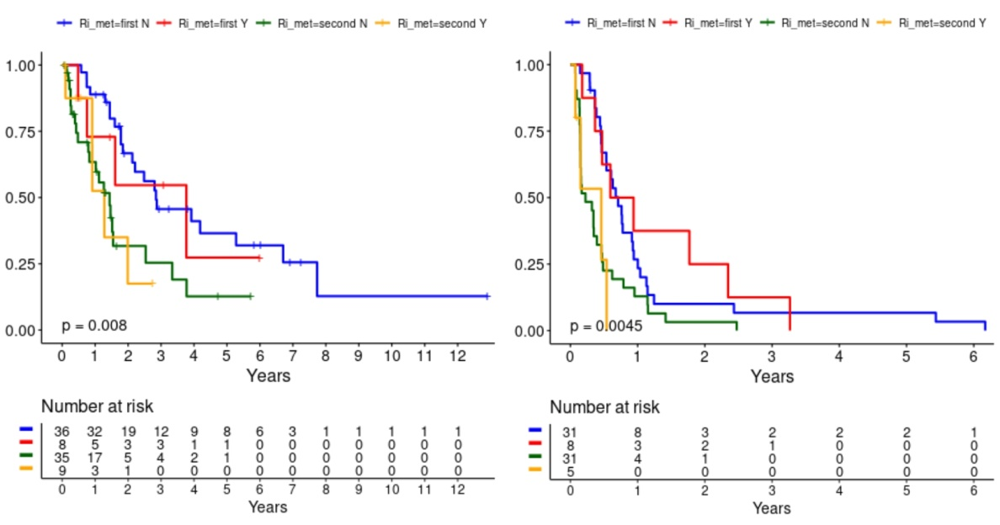 Ri_met=first N Ri_met=first Y Ri_met=second N Ri_met=second Y
1.00
0.75
0.50
0.25
0.00
p = 0.008
0 1 2 3 4 5 6 7 8 9 10 11 12
Years
Number at risk
36 32 19 12 9 8 6 3 1 1 1 1 1
8 5 3 3 1 1 0 0 0 0 0 0 0
35 17 5 4 2 1 0 0 0 0 0 0 0
9 3 1 0 0 0 0 0 0 0 0 0 0
0 1 2 3 4 5 6 7 8 9 10 11 12
Years
Ri_met=first N Ri_met=first Y Ri_met=second N Ri_met=second Y
1.00
0.75
0.50
0.25
0.00
p = 0.0045
0 1 2 3 4 5 6
Years
Number at risk
31 8 3 2 2 2 1
8 3 2 1 0 0 0
31 4 1 0 0 0 0
5 0 0 0 0 0 0
0 1 2 3 4 5 6
Years